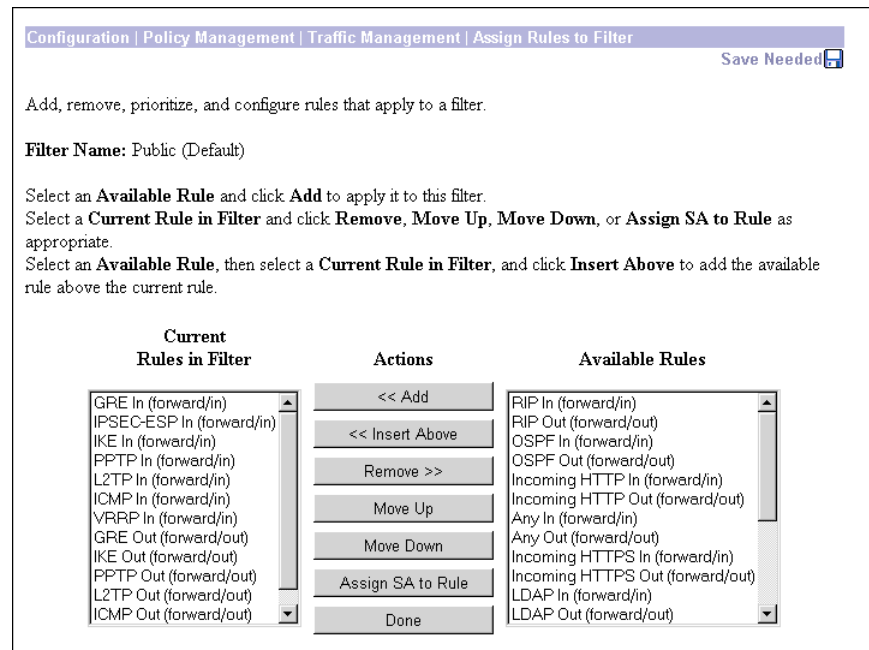 Configuration | Policy Management | Traffic Management | Assign Rules to Filter
Save Needed
Add, remove, prioritize, and configure rules that apply to a filter.
Filter Name: Public (Default)
Select an Available Rule and click Add to apply it to this filter.
Select a Current Rule in Filter and click Remove, Move Up, Move Down, or Assign SA to Rule as
appropriate.
Select an Available Rule, then select a Current Rule in Filter, and click Insert Above to add the available
rule above the current rule.
Current
Rules in Filter
GRE In (forward/in)
IPSEC-ESP In (forward/in)
IKE In (forward/in)
PPTP In (forward/in)
L2TP In (forward/in)
ICMP In (forward/in)
VRRP In (forward/in)
GRE Out (forward/out)
IKE Out (forward/out)
PPTP Out (forward/out)
L2TP Out (forward/out)
ICMP Out (forward/out)
Actions
<< Add
<< Insert Above
Remove >>
Move Up
Move Down
Assign SA to Rule
Done
Available Rules
RIP In (forward/in)
RIP Out (forward/out)
OSPF In (forward/in)
OSPF Out (forward/out)
Incoming HTTP In (forward/in)
Incoming HTTP Out (forward/out)
Any In (forward/in)
Any Out (forward/out)
Incoming HTTPS In (forward/in)
Incoming HTTPS Out (forward/out)
LDAP In (forward/in)
LDAP Out (forward/out)